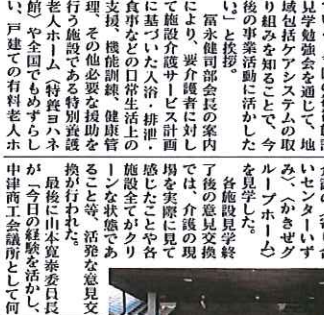 見学勉強会を通じて、地
域包括ケアシステムの取
り組みを知ることで、今
後の事業活動に活かした
い。」と挨拶。
冨永健司部会長の案内
により、要介護者に対し
て施設介護サービス計画
に基づいた入浴・排泄・
食事などの日常生活上の
支援、機能訓練、健康管
理、その他必要な援助を
行う施設である特別養護
老人ホーム〈特養ヨハネ
〉や全国でもめずらし
い、戸建ての有料老人ホ
いセンターいず
み〉、〈かきぜグ
ループホーム〉
を見学した。
各施設見学終
了後の意見交換
では、介護の現
場を実際に見て
感じたことや各
施設全てがクリ
ーンな状態であ
ること等、活発な意見交
換が行われた。
最後に山本寛泰委員長
が「今日の経験を活かし、
中津商工会議所として何